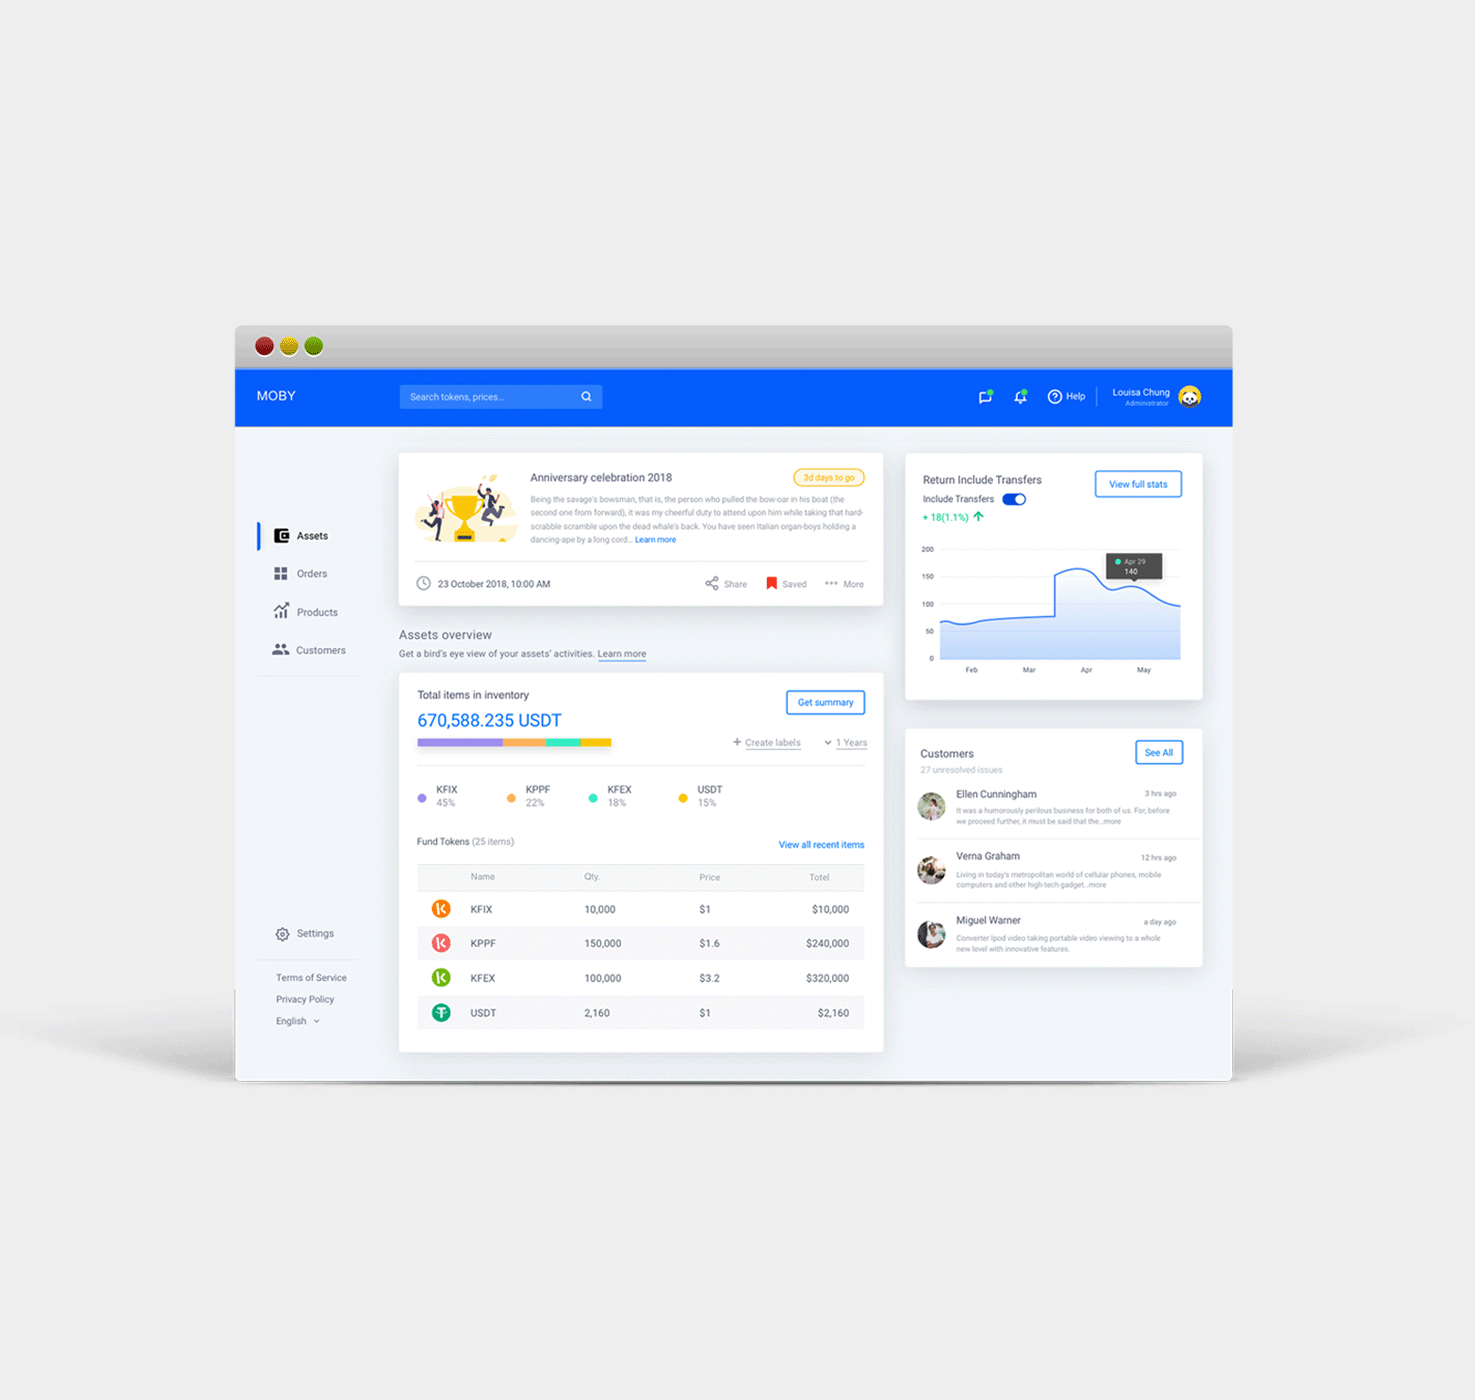 MOBY
Search tokens, prices...
Help
Louisa Chung
Administrator
Assets
Orders
Products
Customers
Settings
Terms of Service
Privacy Policy
English
Anniversary celebration 2018
3d days to go
Being the savage's bowsman, that is, the person who pulled the bow-oar in his boat (the
second one from forward), it was my cheerful duty to attend upon him while taking that hard-
scrabble scramble upon the dead whale's back. You have seen Italian organ-boys holding a
dancing-ape by a long cord... Learn more
23 October 2018, 10:00 AM
Share
Saved
More
Assets overview
Get a bird's eye view of your assets' activities. Learn more
Total items in inventory
Get summary
670,588.235 USDT
+ Create labels
1 Years
KFIX
45%
KPPF
22%
KFEX
18%
USDT
15%
Fund Tokens (25 items)
View all recent items
Name Qty. Price Total
KFIX 10,000 $1 $10,000
KPPF 150,000 $1.6 $240,000
KFEX 100,000 $3.2 $320,000
USDT 2,160 $1 $2,160
Return Include Transfers
View full stats
Include Transfers
+ 18(1.1%)
200
150
100
50
0
Apr 29
140
Feb Mar Apr May
Customers
See All
27 unresolved issues
Ellen Cunningham
3 hrs ago
It was a humorously perilous business for both of us. For, before
we proceed further, it must be said that the...more
Verna Graham
12 hrs ago
Living in today's metropolitan world of cellular phones, mobile
computers and other high-tech gadget...more
Miguel Warner
a day ago
Converter Ipod video taking portable video viewing to a whole
new level with innovative features.